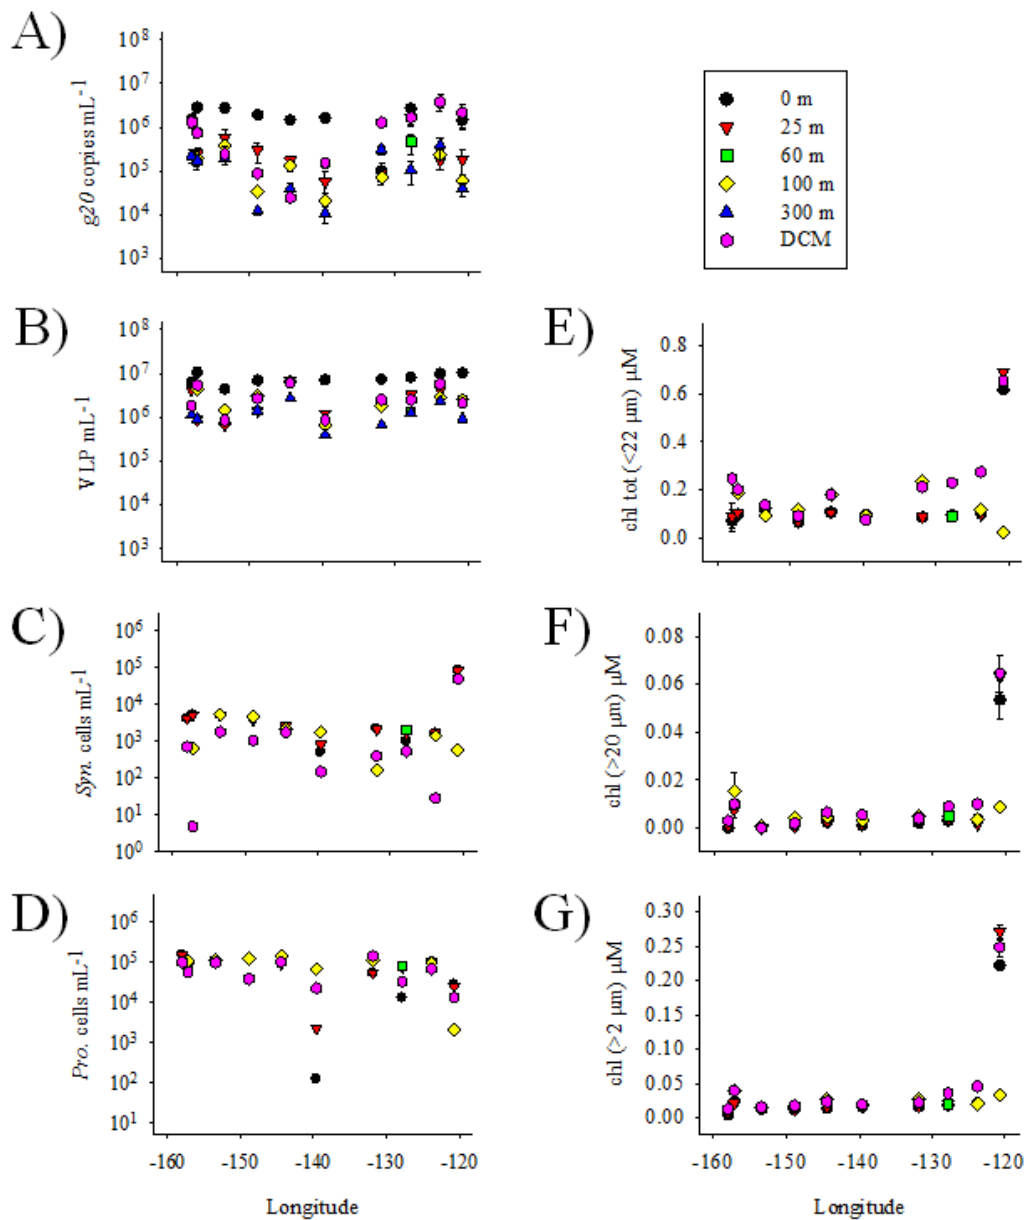 A)
10⁸
10⁷
10⁶
10⁵
10⁴
10³
g20 copies mL⁻¹
0 m
25 m
60 m
100 m
300 m
DCM
B)
10⁸
10⁷
10⁶
10⁵
10⁴
10³
VLP mL⁻¹
E)
0.8
0.6
0.4
0.2
0.0
chl tot (<22 µm) µM
C)
10⁶
10⁵
10⁴
10³
10²
10¹
10⁰
Syn. cells mL⁻¹
F)
0.08
0.06
0.04
0.02
0.00
chl (>20 µm) µM
D)
10⁶
10⁵
10⁴
10³
10²
10¹
Pro. cells mL⁻¹
-160 -150 -140 -130 -120
Longitude
G)
0.30
0.25
0.20
0.15
0.10
0.05
0.00
chl (>2 µm) µM
-160 -150 -140 -130 -120
Longitude